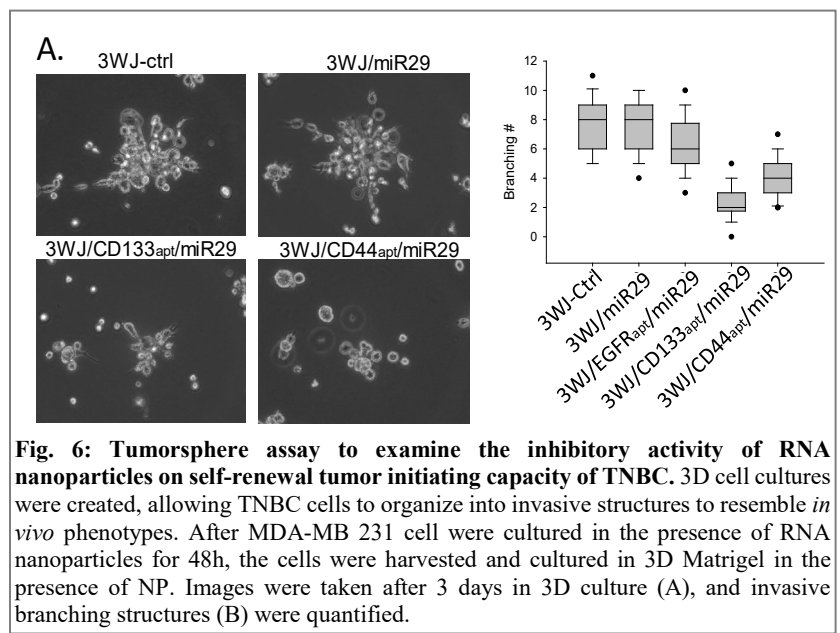 A.
3WJ-ctrl
3WJ/miR29
3WJ/CD133apt/miR29
3WJ/CD44apt/miR29
12
10
8
6
4
2
0
Branching #
3WJ-Ctrl
3WJ/miR29
3WJ/EGFRapt/miR29
3WJ/CD133apt/miR29
3WJ/CD44apt/miR29
Fig. 6: Tumorsphere assay to examine the inhibitory activity of RNA
nanoparticles on self-renewal tumor initiating capacity of TNBC. 3D cell cultures
were created, allowing TNBC cells to organize into invasive structures to resemble in
vivo phenotypes. After MDA-MB 231 cell were cultured in the presence of RNA
nanoparticles for 48h, the cells were harvested and cultured in 3D Matrigel in the
presence of NP. Images were taken after 3 days in 3D culture (A), and invasive
branching structures (B) were quantified.